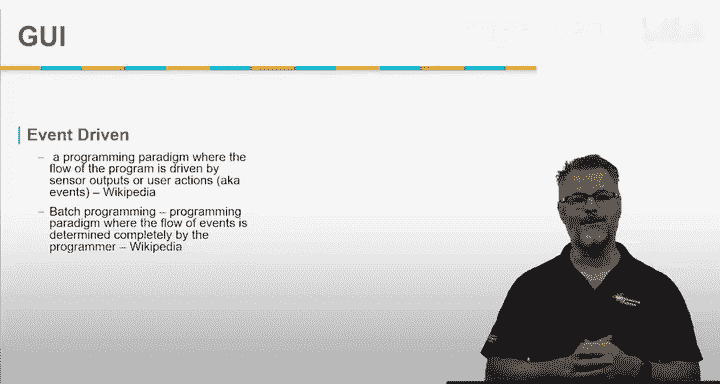 GUI
Event Driven
– a programming paradigm where the
flow of the program is driven by
sensor outputs or user actions (aka
events) – Wikipedia
– Batch programming – programming
paradigm where the flow of events is
determined completely by the
programmer – Wikipedia